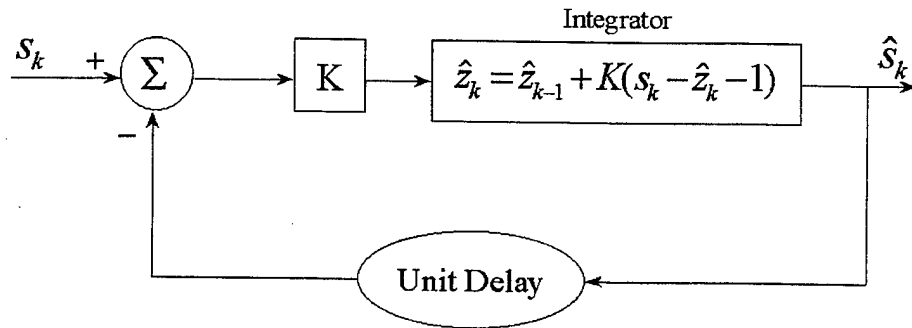 Integrator
s_k
+
Σ
−
K
ẑ_k = ẑ_{k−1} + K(s_k − ẑ_k − 1)
ŝ_k
Unit Delay